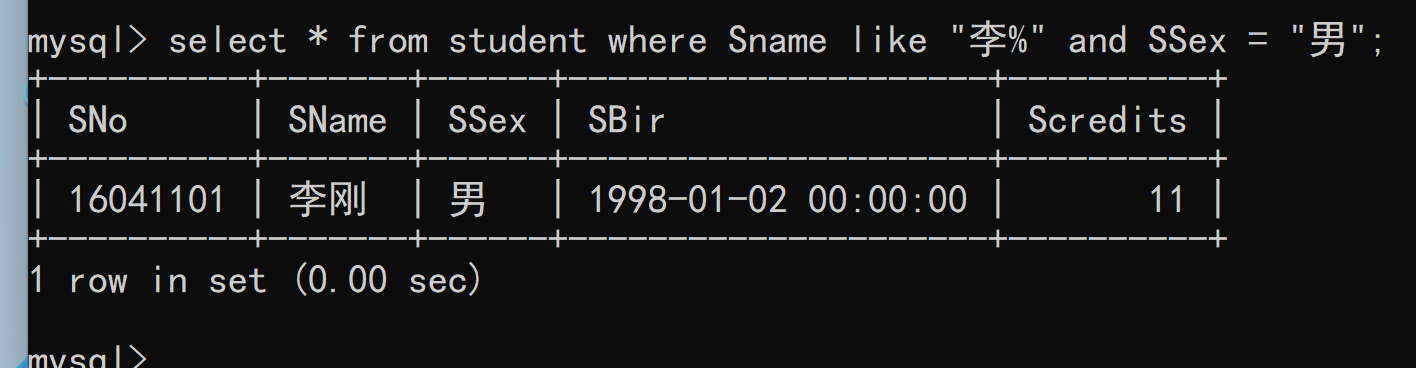 mysql> select * from student where Sname like "李%" and SSex = "男";
+----------+-------+------+---------------------+----------+
| SNo      | SName | SSex | SBir                | Scredits |
+----------+-------+------+---------------------+----------+
| 16041101 | 李刚  | 男   | 1998-01-02 00:00:00 |       11 |
+----------+-------+------+---------------------+----------+
1 row in set (0.00 sec)
mysql>